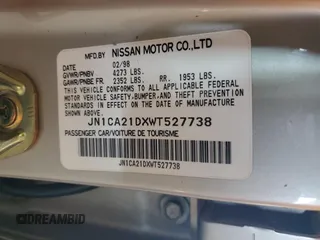 MFD.BY NISSAN MOTOR CO.,LTD
DATE 02/98
GVWR/PNBV 4273 LBS.
GAWR/PNBE FR. 2352 LBS. RR. 1953 LBS.
THIS VEHICLE CONFORMS TO ALL APPLICABLE FEDERAL
MOTOR VEHICLE SAFETY,BUMPER,AND THEFT PREVENTION
STANDARDS IN EFFECT ON THE DATE OF MANUFACTURE
SHOWN ABOVE.
JN1CA21DXWT527738
PASSENGER CAR/VOITURE DE TOURISME
JN1CA21DXWT527738
DREAMBID